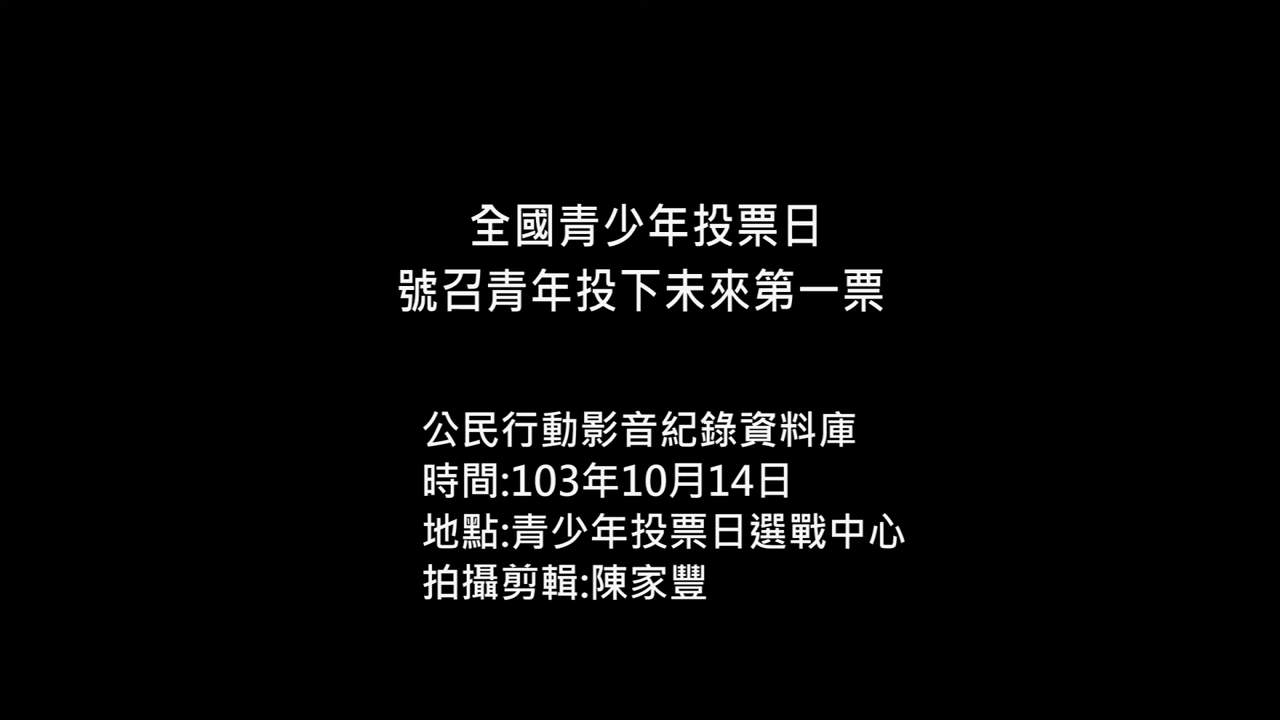 全國青少年投票日
號召青年投下未來第一票
公民行動影音紀錄資料庫
時間:103年10月14日
地點:青少年投票日選戰中心
拍攝剪輯:陳家豐